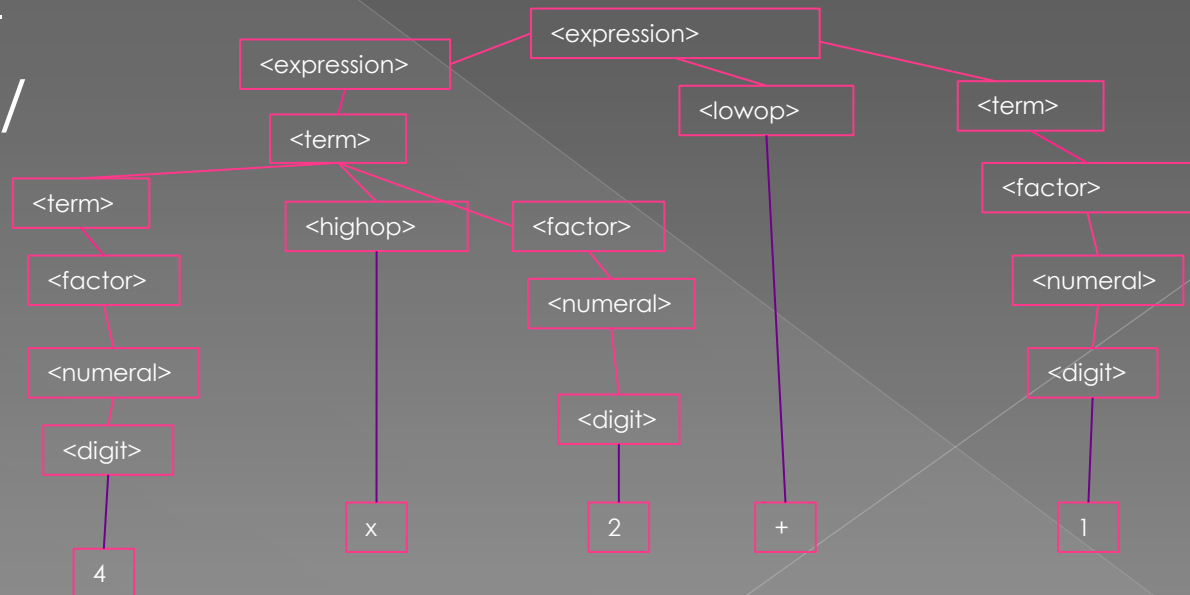 <expression>
<expression>
<lowop>
<term>
<term>
<term>
<highop>
<factor>
<factor>
<factor>
<numeral>
<numeral>
<numeral>
<digit>
<digit>
<digit>
x
2
+
1
4
/